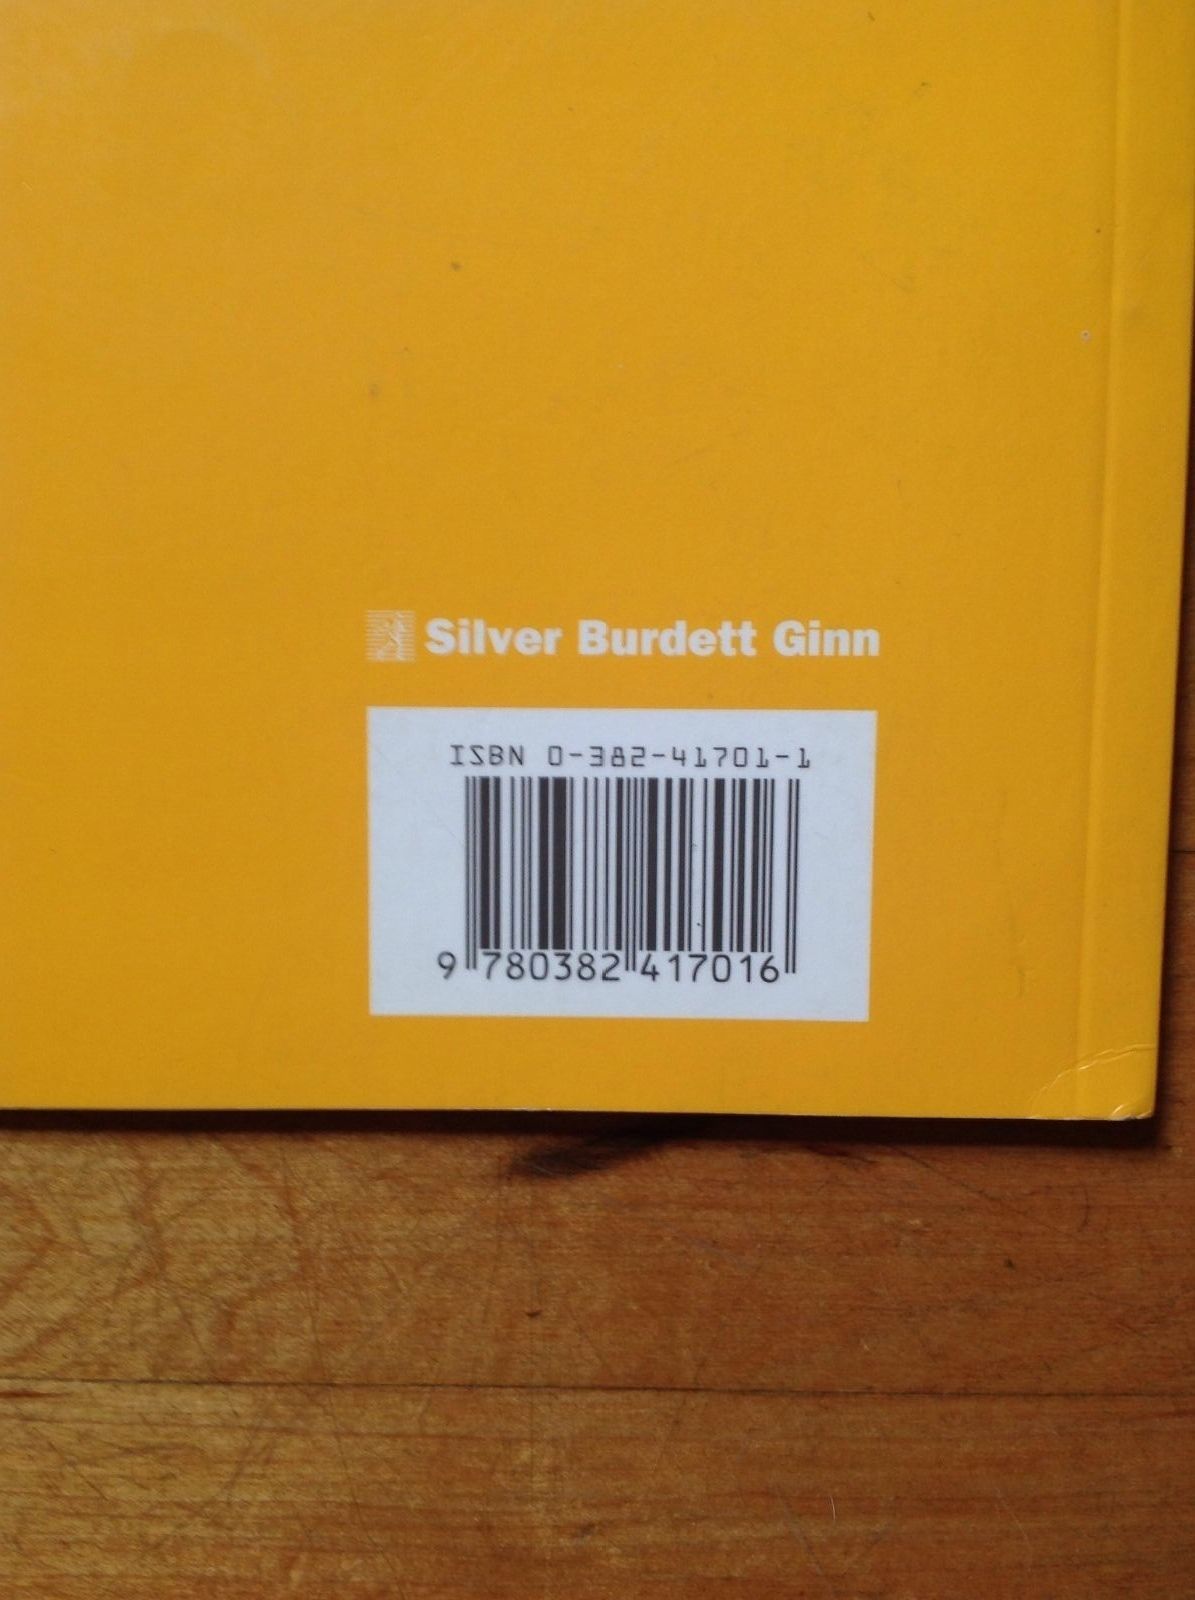 Silver Burdett Ginn
ISBN 0-382-41701-1
9 780382 417016